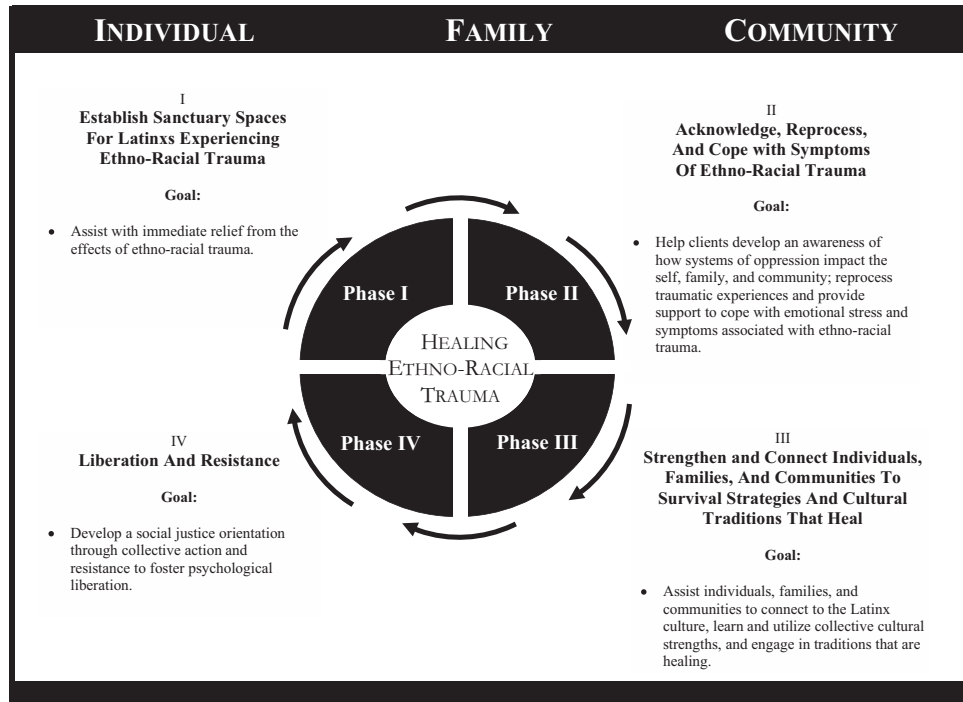 INDIVIDUAL FAMILY COMMUNITY
I
Establish Sanctuary Spaces
For Latinxs Experiencing
Ethno-Racial Trauma
Goal:
• Assist with immediate relief from the
effects of ethno-racial trauma.
II
Acknowledge, Reprocess,
And Cope with Symptoms
Of Ethno-Racial Trauma
Goal:
• Help clients develop an awareness of
how systems of oppression impact the
self, family, and community; reprocess
traumatic experiences and provide
support to cope with emotional stress and
symptoms associated with ethno-racial
trauma.
Phase I
Phase II
HEALING
ETHNO-RACIAL
TRAUMA
Phase IV
Phase III
IV
Liberation And Resistance
Goal:
• Develop a social justice orientation
through collective action and
resistance to foster psychological
liberation.
III
Strengthen and Connect Individuals,
Families, And Communities To
Survival Strategies And Cultural
Traditions That Heal
Goal:
• Assist individuals, families, and
communities to connect to the Latinx
culture, learn and utilize collective cultural
strengths, and engage in traditions that are
healing.